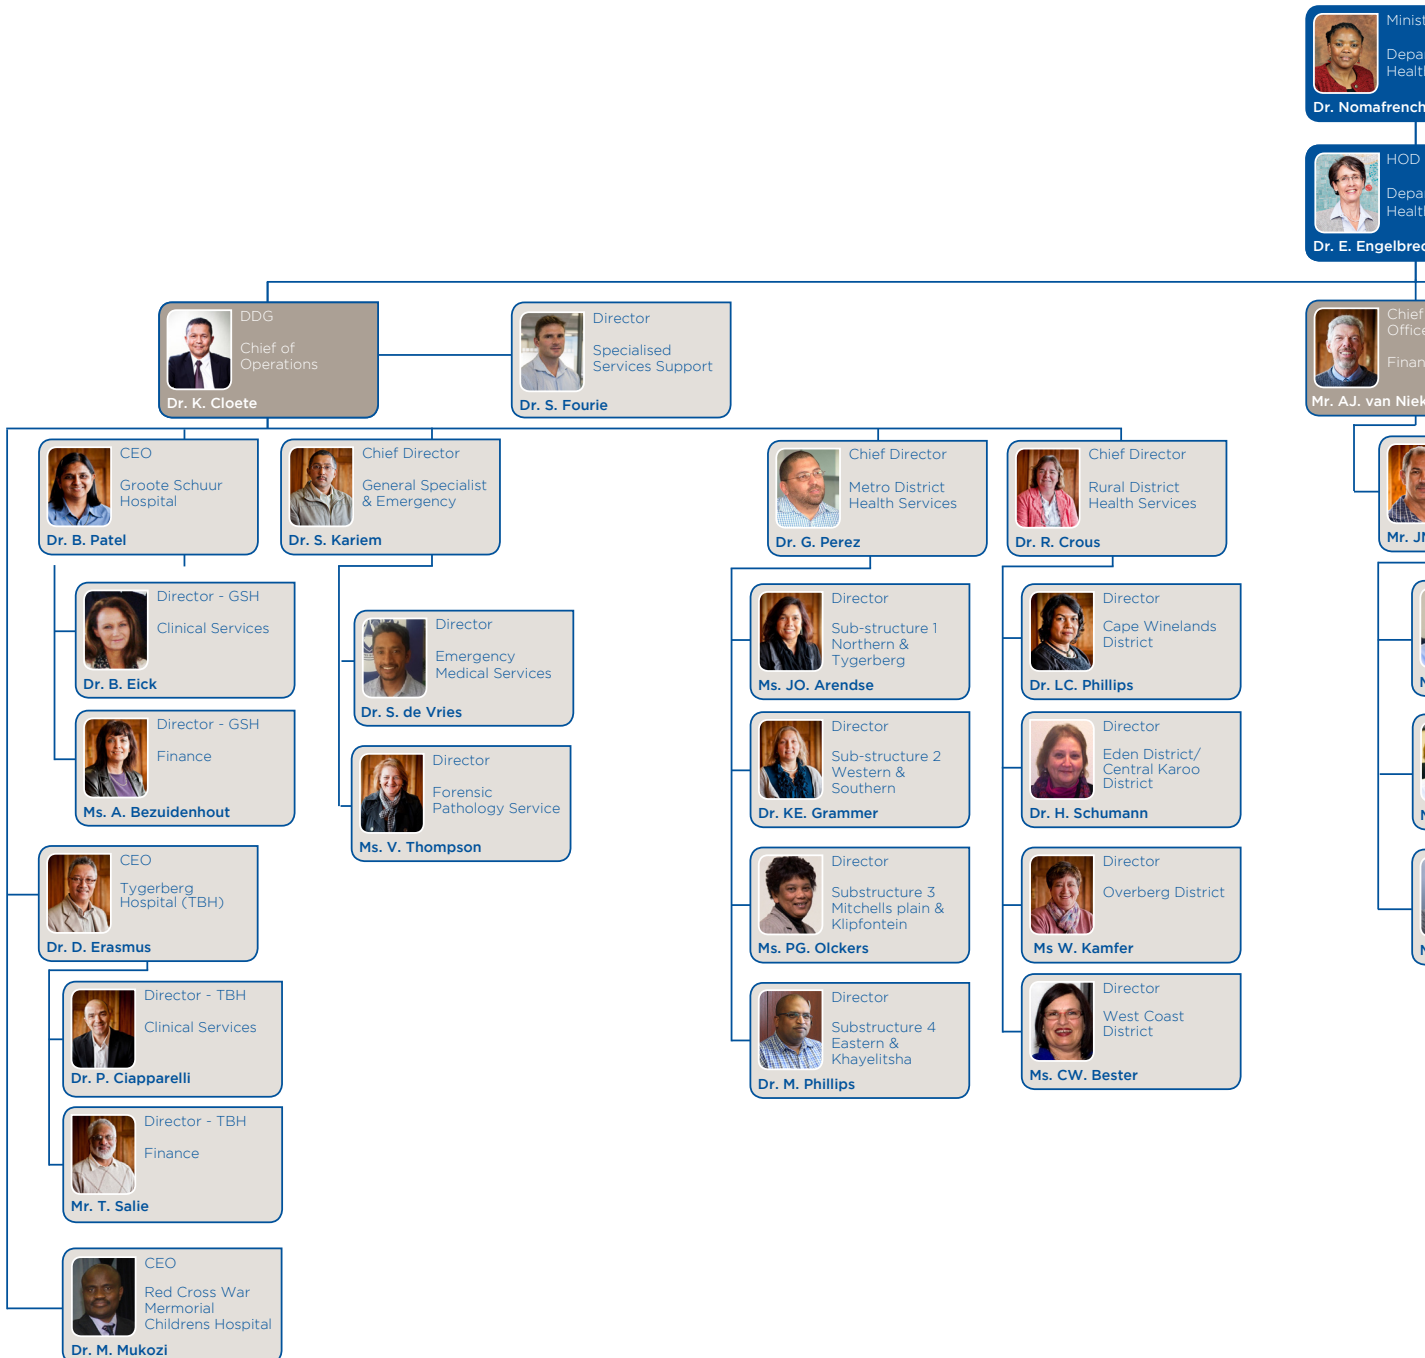 Dr. Nomafrench
HOD
Dr. E. Engelbrec
DDG
Chief of
Operations
Dr. K. Cloete
Director
Specialised
Services Support
Dr. S. Fourie
Chief
Mr. AJ. van Niek
CEO
Groote Schuur
Hospital
Dr. B. Patel
Chief Director
General Specialist
& Emergency
Dr. S. Kariem
Chief Director
Metro District
Health Services
Dr. G. Perez
Chief Director
Rural District
Health Services
Dr. R. Crous
Mr. JN
Director - GSH
Clinical Services
Dr. B. Eick
Director - GSH
Finance
Ms. A. Bezuidenhout
Director
Emergency
Medical Services
Dr. S. de Vries
Director
Forensic
Pathology Service
Ms. V. Thompson
Director
Sub-structure 1
Northern &
Tygerberg
Ms. JO. Arendse
Director
Sub-structure 2
Western &
Southern
Dr. KE. Grammer
Director
Substructure 3
Mitchells plain &
Klipfontein
Ms. PG. Olckers
Director
Substructure 4
Eastern &
Khayelitsha
Dr. M. Phillips
Director
Cape Winelands
District
Dr. LC. Phillips
Director
Eden District/
Central Karoo
District
Dr. H. Schumann
Director
Overberg District
Ms W. Kamfer
Director
West Coast
District
Ms. CW. Bester
CEO
Tygerberg
Hospital (TBH)
Dr. D. Erasmus
Director - TBH
Clinical Services
Dr. P. Ciapparelli
Director - TBH
Finance
Mr. T. Salie
CEO
Red Cross War
Mermorial
Childrens Hospital
Dr. M. Mukozi